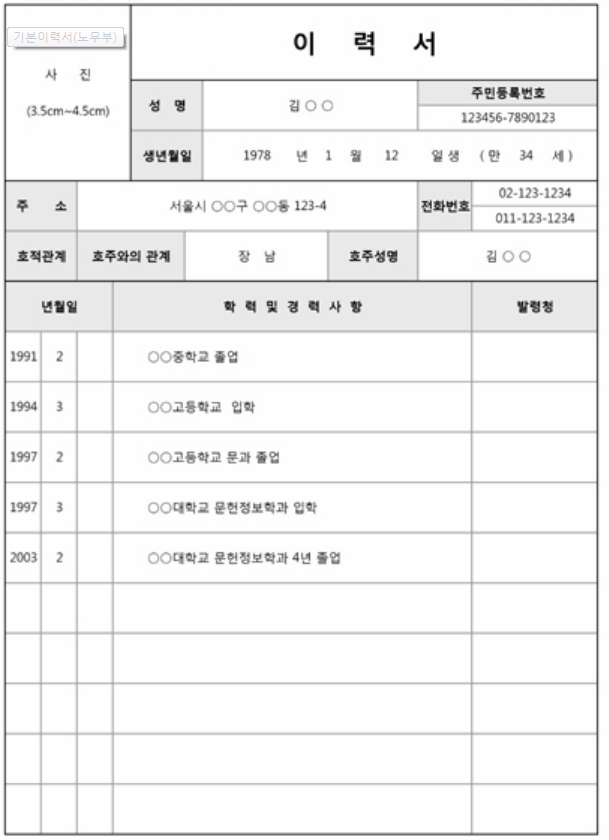 기본이력서(노무부)
이 력 서
사 진
(3.5cm~4.5cm)
성 명 김 ○ ○ 주민등록번호
123456-7890123
생년월일 1978 년 1 월 12 일생 (만 34 세)
주 소 서울시 ○○구 ○○동 123-4 전화번호 02-123-1234
011-123-1234
호적관계 호주와의 관계 장 남 호주성명 김 ○ ○
년월일 학 력 및 경 력 사 항 발령청
1991 2 ○○중학교 졸업
1994 3 ○○고등학교 입학
1997 2 ○○고등학교 문과 졸업
1997 3 ○○대학교 문헌정보학과 입학
2003 2 ○○대학교 문헌정보학과 4년 졸업